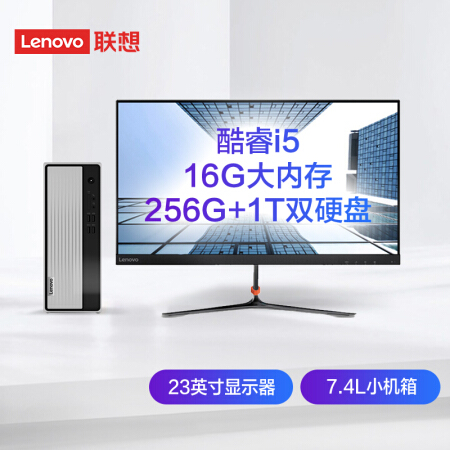 Lenovo 联想
酷睿i5
16G大内存
256G+1T双硬盘
Lenovo
Lenovo
23英寸显示器
7.4L小机箱